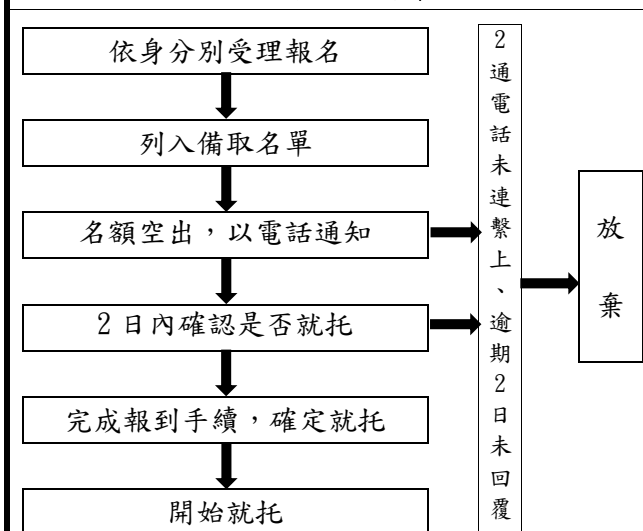 依身分別受理報名
列入備取名單
名額空出，以電話通知
2日內確認是否就托
完成報到手續，確定就托
開始就托
2通電話未連繫上、逾期2日未回覆
放棄